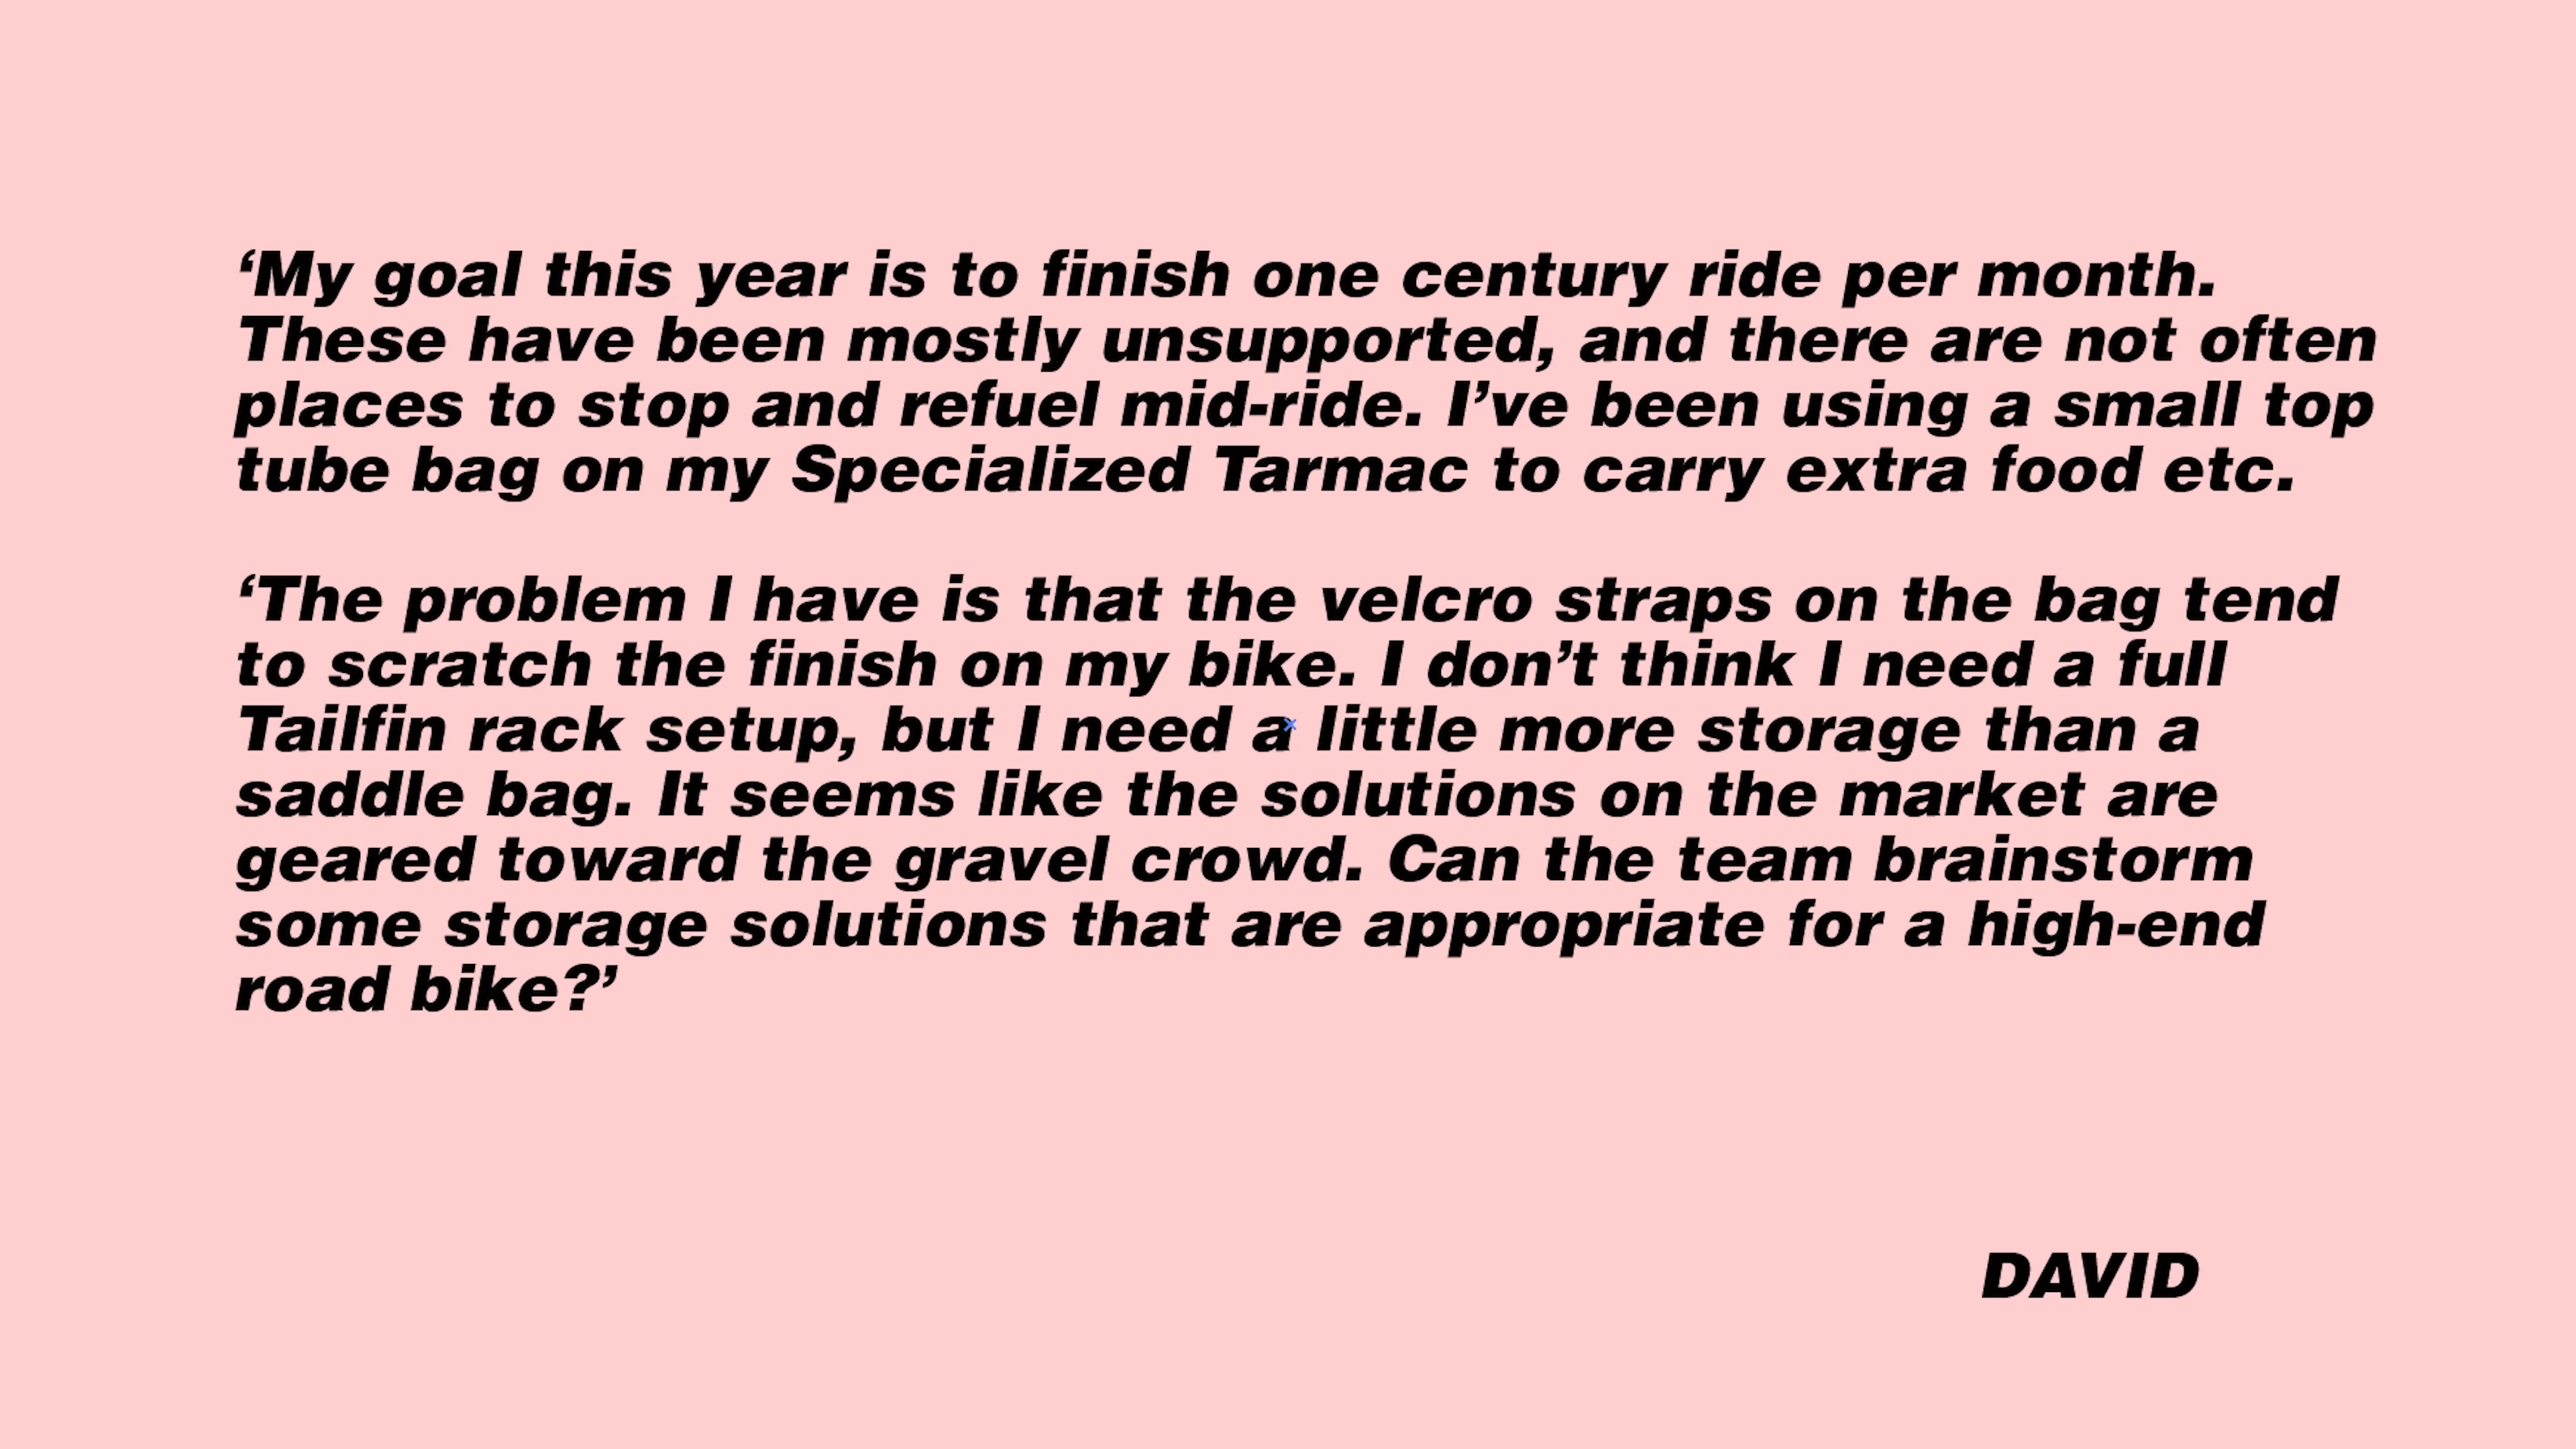 ‘My goal this year is to finish one century ride per month.
These have been mostly unsupported, and there are not often
places to stop and refuel mid-ride. I’ve been using a small top
tube bag on my Specialized Tarmac to carry extra food etc.
‘The problem I have is that the velcro straps on the bag tend
to scratch the finish on my bike. I don’t think I need a full
Tailfin rack setup, but I need a little more storage than a
saddle bag. It seems like the solutions on the market are
geared toward the gravel crowd. Can the team brainstorm
some storage solutions that are appropriate for a high-end
road bike?’
DAVID